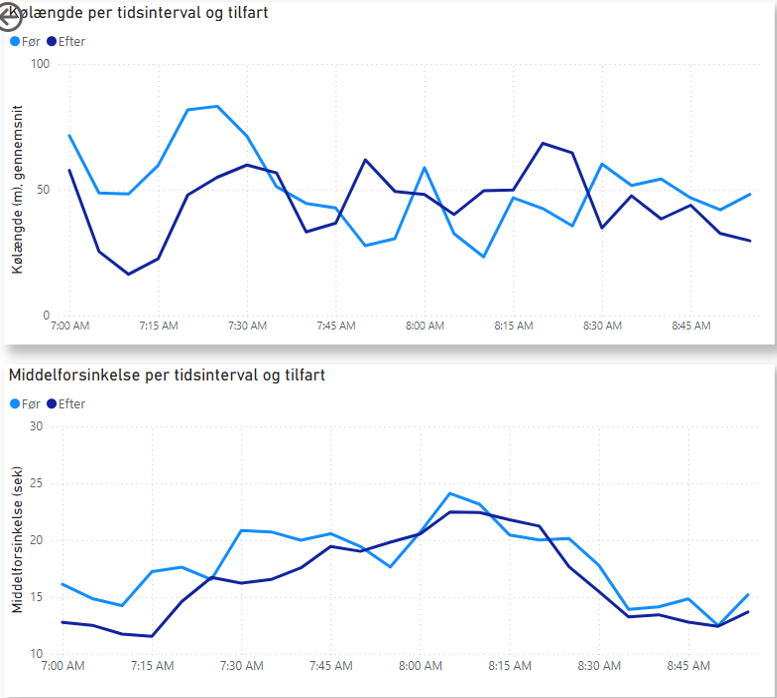 Kølængde per tidsinterval og tilfart
Før Efter
Kølængde (m), gennemsnit
100
50
0
7:00 AM 7:15 AM 7:30 AM 7:45 AM 8:00 AM 8:15 AM 8:30 AM 8:45 AM
Middelforsinkelse per tidsinterval og tilfart
Før Efter
Middelforsinkelse (sek)
30
25
20
15
10
7:00 AM 7:15 AM 7:30 AM 7:45 AM 8:00 AM 8:15 AM 8:30 AM 8:45 AM